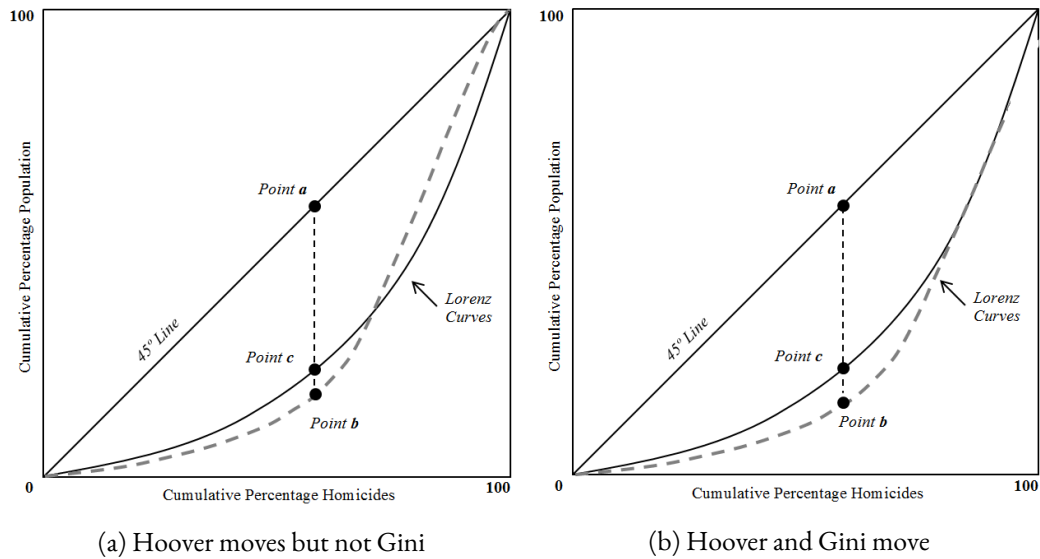 100
Cumulative Percentage Population
Point a
45º Line
Lorenz
Curves
Point c
Point b
0
Cumulative Percentage Homicides
100
(a) Hoover moves but not Gini
100
Cumulative Percentage Population
Point a
45º Line
Lorenz
Curves
Point c
Point b
0
Cumulative Percentage Homicides
100
(b) Hoover and Gini move